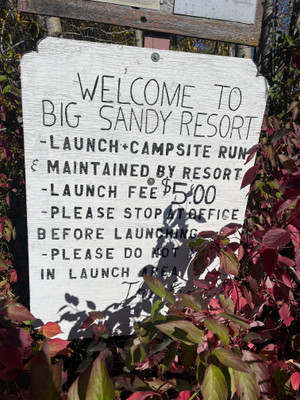 WELCOME TO
BIG SANDY RESORT
-LAUNCH+CAMPSITE RUN
& MAINTAINED BY RESORT
-LAUNCH FEE $5.00
-PLEASE STOP AT OFFICE
BEFORE LAUNCHING
-PLEASE DO NOT
IN LAUNCH AREA